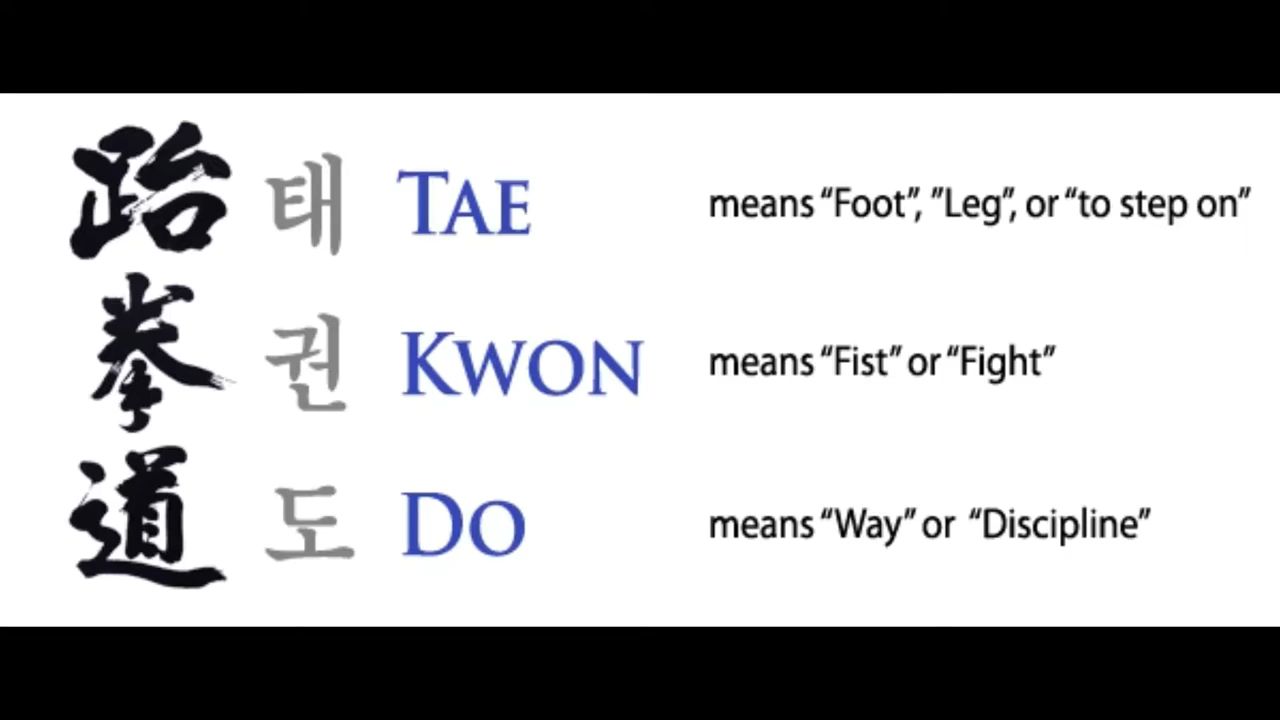 跆 태 TAE means “Foot”, ”Leg”, or “to step on”
拳 권 KWON means “Fist” or “Fight”
道 도 DO means “Way” or “Discipline”